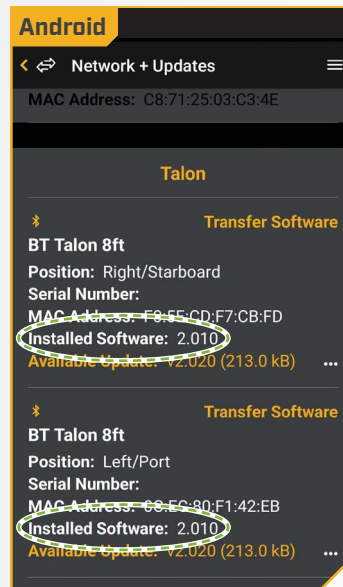 Android
Network + Updates
MAC Address: C8:71:25:03:C3:4E
Talon
Transfer Software
BT Talon 8ft
Position: Right/Starboard
Serial Number:
MAC Address: F8:5F:CD:F7:CB:FD
Installed Software: 2.010
Available Update: v2.020 (213.0 kB) ...
Transfer Software
BT Talon 8ft
Position: Left/Port
Serial Number:
MAC Address: :80:F1:42:EB
Installed Software: 2.010
Available Update: v2.020 (213.0 kB) ...